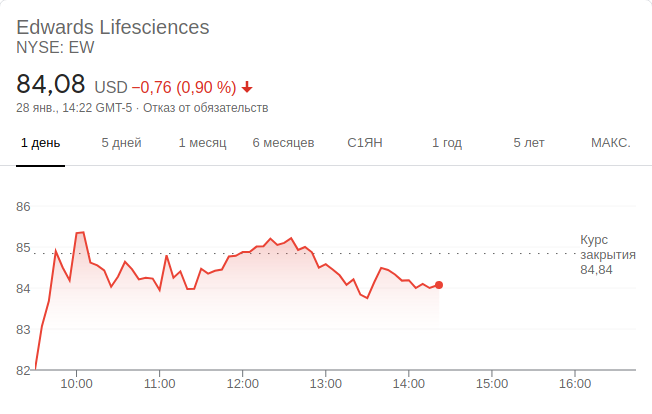 Edwards Lifesciences
NYSE: EW
84,08 USD −0,76 (0,90 %)
28 янв., 14:22 GMT-5 · Отказ от обязательств
1 день 5 дней 1 месяц 6 месяцев С1ЯН 1 год 5 лет МАКС.
86
85
84
83
82
Курс
закрытия
84,84
10:00 11:00 12:00 13:00 14:00 15:00 16:00